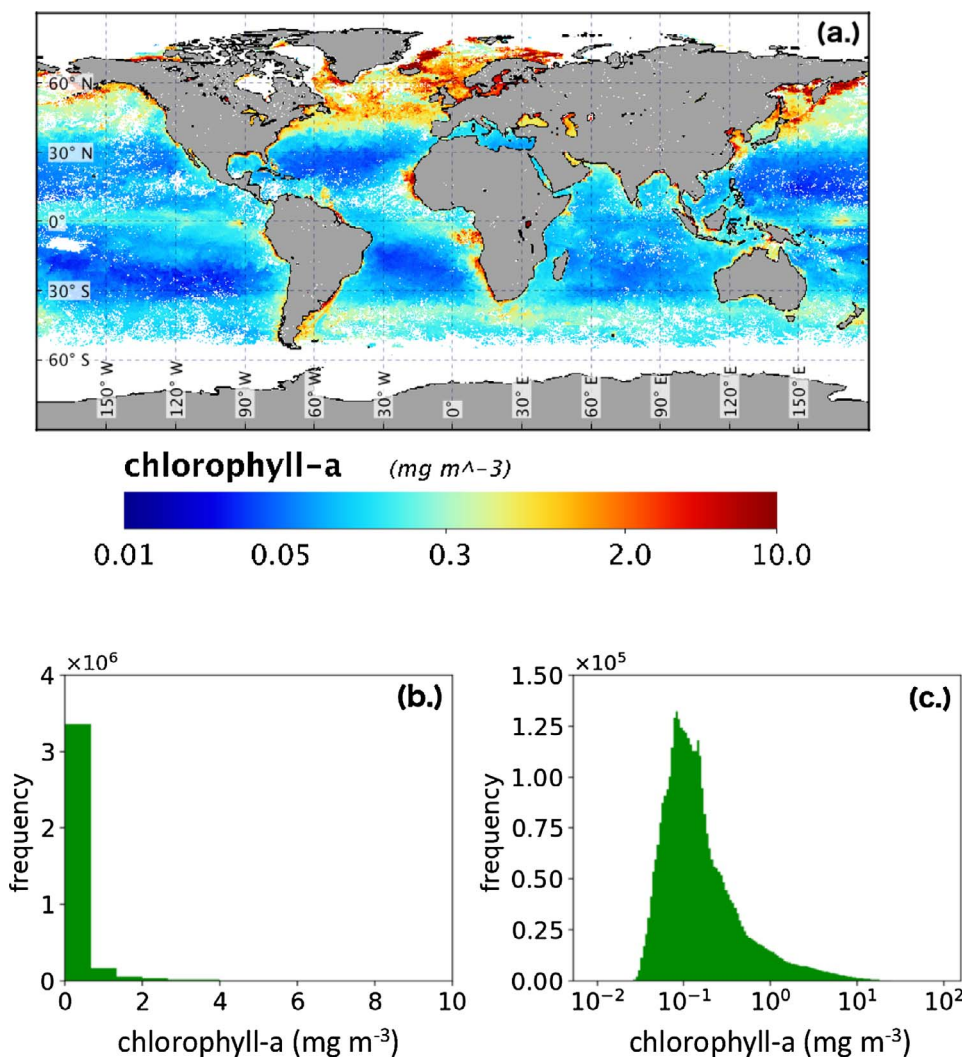 (a.)
60° N
30° N
0°
30° S
60° S
150° W
120° W
90° W
60° W
30° W
0°
30° E
60° E
90° E
120° E
150° E
chlorophyll-a (mg m^-3)
0.01 0.05 0.3 2.0 10.0
×10⁶
(b.)
4
3
2
1
0
frequency
0 2 4 6 8 10
chlorophyll-a (mg m⁻³)
×10⁵
(c.)
1.50
1.25
1.00
0.75
0.50
0.25
0.00
frequency
10⁻² 10⁻¹ 10⁰ 10¹ 10²
chlorophyll-a (mg m⁻³)